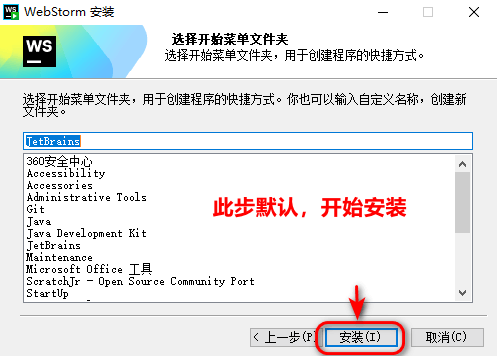 WebStorm 安装
WS
选择开始菜单文件夹
选择开始菜单文件夹，用于创建程序的快捷方式。
选择开始菜单文件夹，用于创建程序的快捷方式。你也可以输入自定义名称，创建新
文件夹。
JetBrains
360安全中心
Accessibility
Accessories
Administrative Tools
Git
Java
Java Development Kit
JetBrains
Maintenance
Microsoft Office 工具
ScratchJr - Open Source Community Port
StartUp
此步默认，开始安装
< 上一步(P)
安装(I)
取消(C)